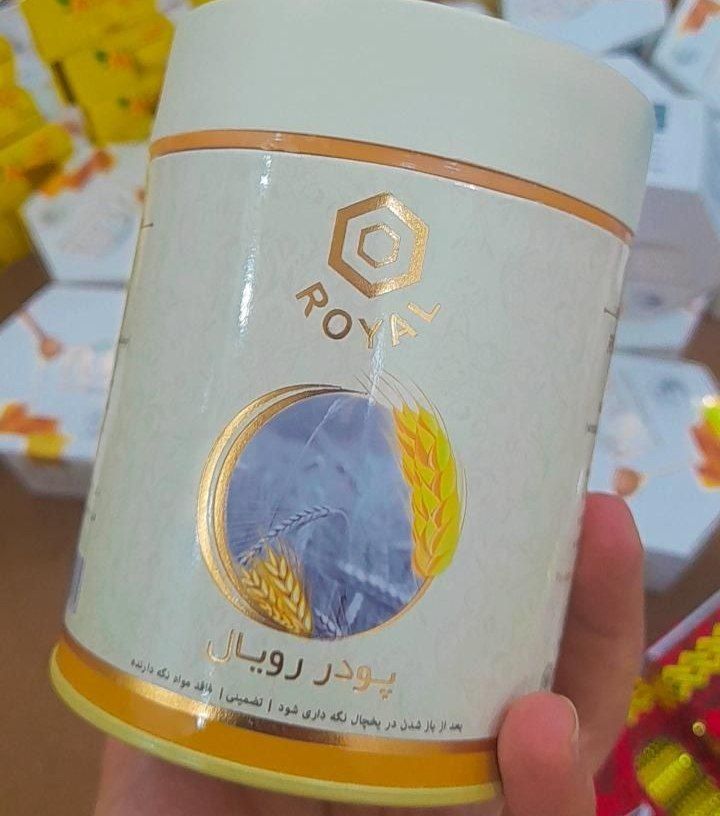 ROYAL
پودر رویال
بعد از باز شدن در یخچال نگه داری شود | تضمینی | فاقد مواد نگه دارنده